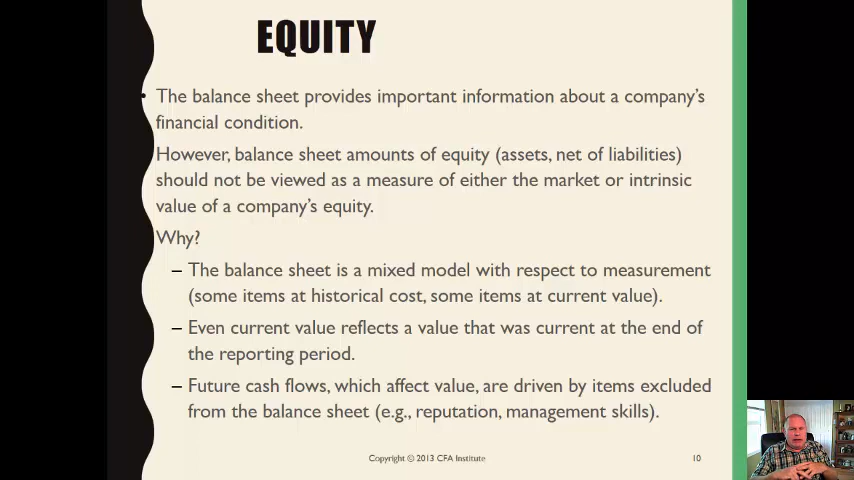 EQUITY
• The balance sheet provides important information about a company's
financial condition.
However, balance sheet amounts of equity (assets, net of liabilities)
should not be viewed as a measure of either the market or intrinsic
value of a company's equity.
Why?
– The balance sheet is a mixed model with respect to measurement
(some items at historical cost, some items at current value).
– Even current value reflects a value that was current at the end of
the reporting period.
– Future cash flows, which affect value, are driven by items excluded
from the balance sheet (e.g., reputation, management skills).
Copyright © 2013 CFA Institute
10